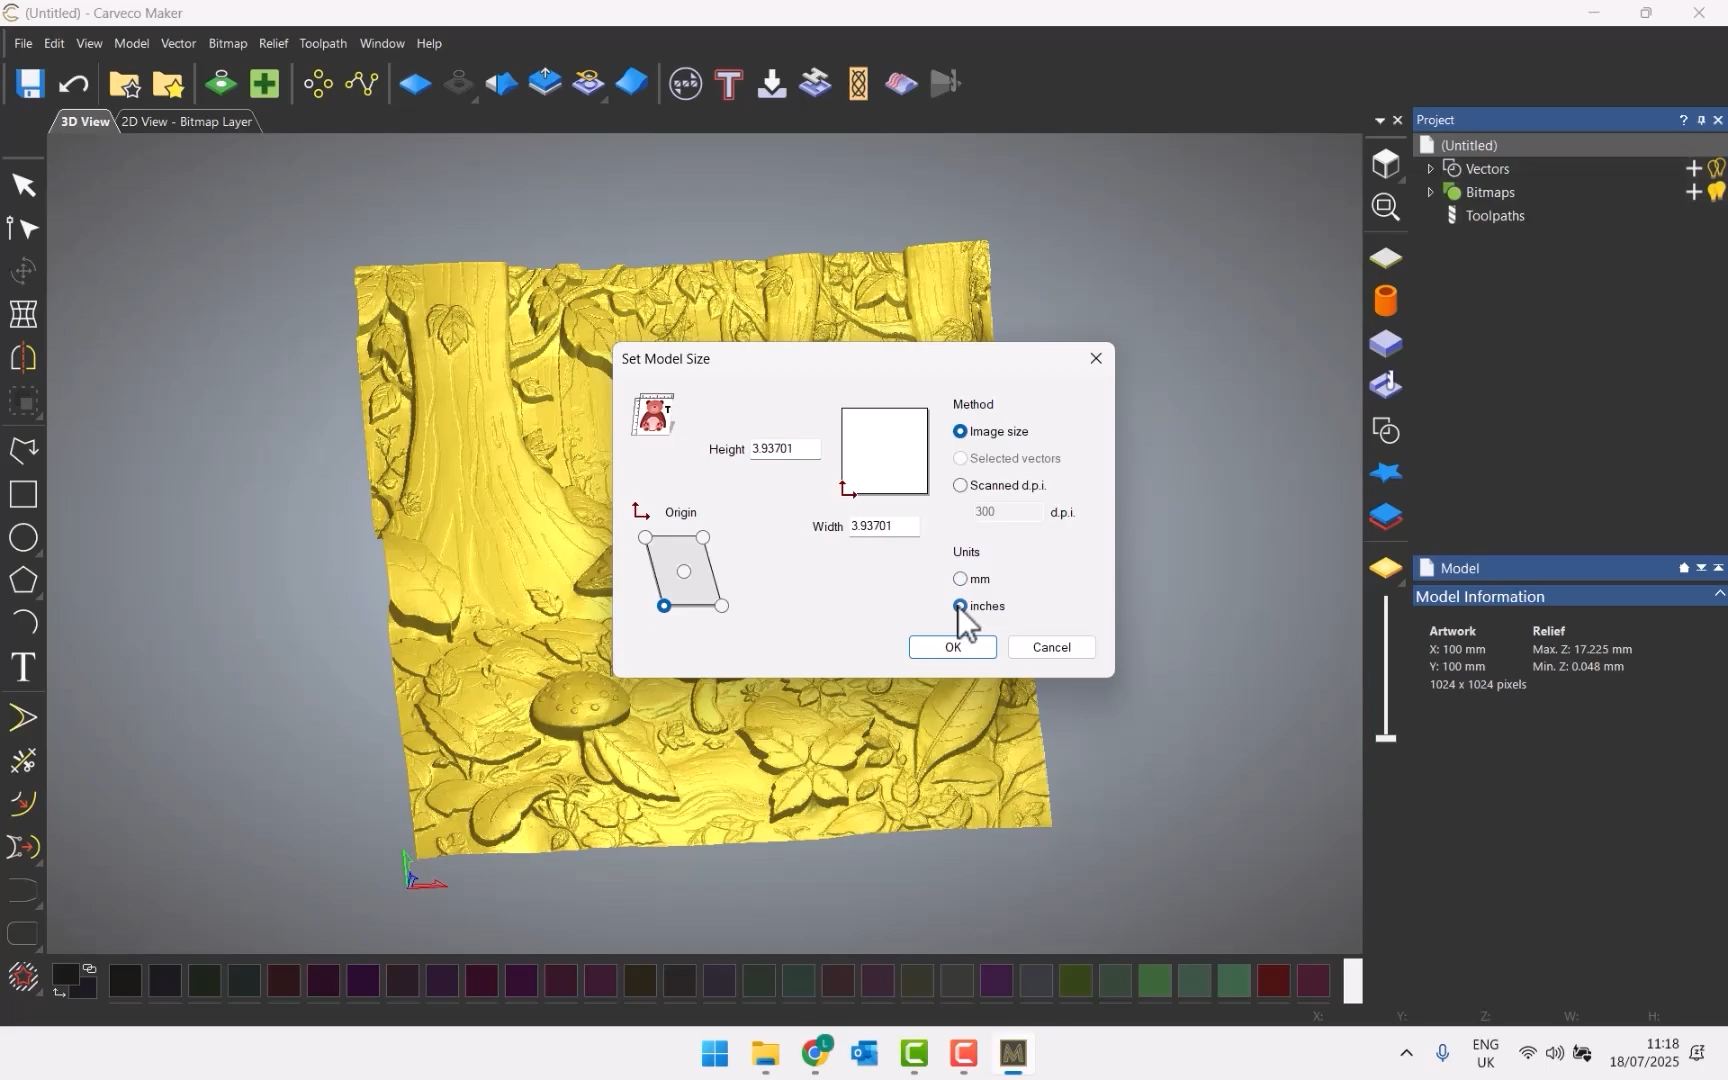 (Untitled) - Carveco Maker
File Edit View Model Vector Bitmap Relief Toolpath Window Help
3D View 2D View - Bitmap Layer
Project
(Untitled)
Vectors
Bitmaps
Toolpaths
Set Model Size
Height 3.93701
Origin
Width 3.93701
Method
Image size
Selected vectors
Scanned d.p.i.
300 d.p.i.
Units
mm
inches
OK Cancel
Model
Model Information
Artwork Relief
X: 100 mm Max. Z: 17.225 mm
Y: 100 mm Min. Z: 0.048 mm
1024 x 1024 pixels
X: Y: Z: W: H:
ENG
UK
11:18
18/07/2025